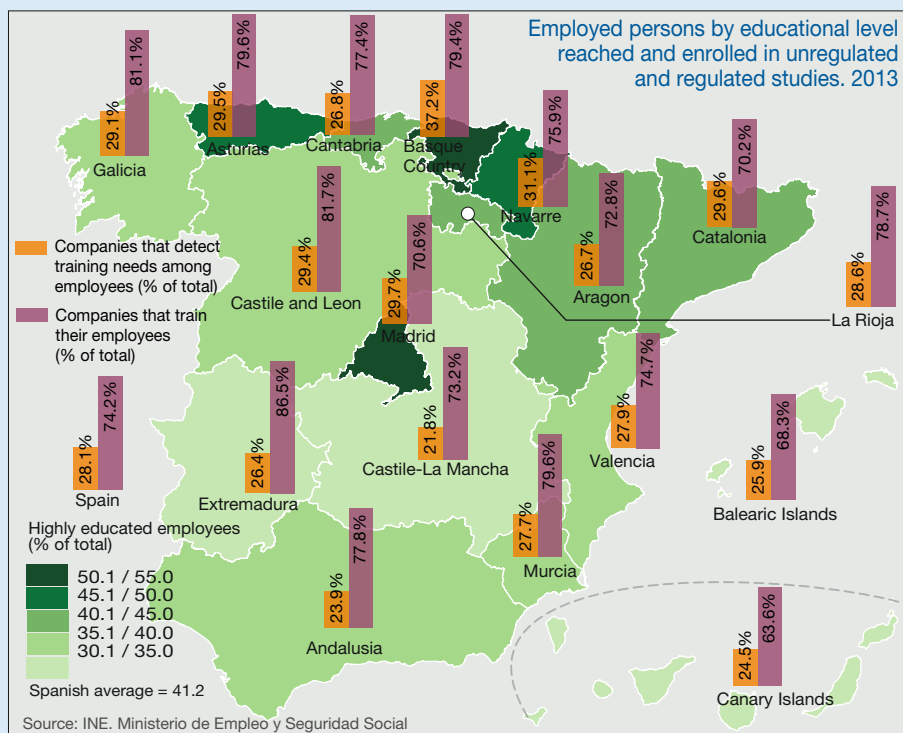 Employed persons by educational level
reached and enrolled in unregulated
and regulated studies. 2013
29.1%
81.1%
Galicia
29.5%
79.6%
Asturias
26.8%
77.4%
Cantabria
37.2%
79.4%
Basque
Country
31.1%
75.9%
Navarre
26.7%
72.8%
Aragon
29.6%
70.2%
Catalonia
28.6%
78.7%
La Rioja
29.4%
81.7%
Castile and Leon
29.7%
70.6%
Madrid
Companies that detect
training needs among
employees (% of total)
Companies that train
their employees
(% of total)
28.1%
74.2%
Spain
26.4%
86.5%
Extremadura
21.8%
73.2%
Castile-La Mancha
27.9%
74.7%
Valencia
25.9%
68.3%
Balearic Islands
27.7%
79.6%
Murcia
23.9%
77.8%
Andalusia
24.5%
63.6%
Canary Islands
Highly educated employees
(% of total)
50.1 / 55.0
45.1 / 50.0
40.1 / 45.0
35.1 / 40.0
30.1 / 35.0
Spanish average = 41.2
Source: INE. Ministerio de Empleo y Seguridad Social